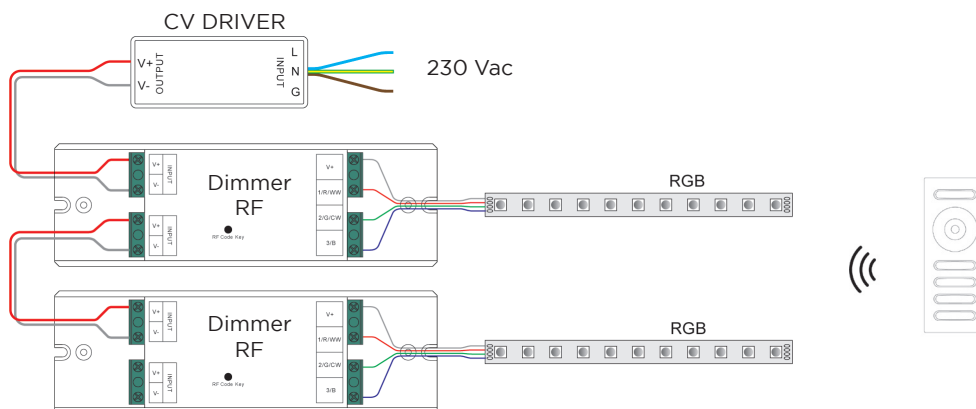 CV DRIVER
V+
V-
OUTPUT
INPUT
L
N
G
230 Vac
V+
V-
INPUT
V+
V-
INPUT
Dimmer
RF
RF Code Key
V+
1/R/WW
2/G/CW
3/B
RGB
V+
V-
INPUT
V+
V-
INPUT
Dimmer
RF
RF Code Key
V+
1/R/WW
2/G/CW
3/B
RGB